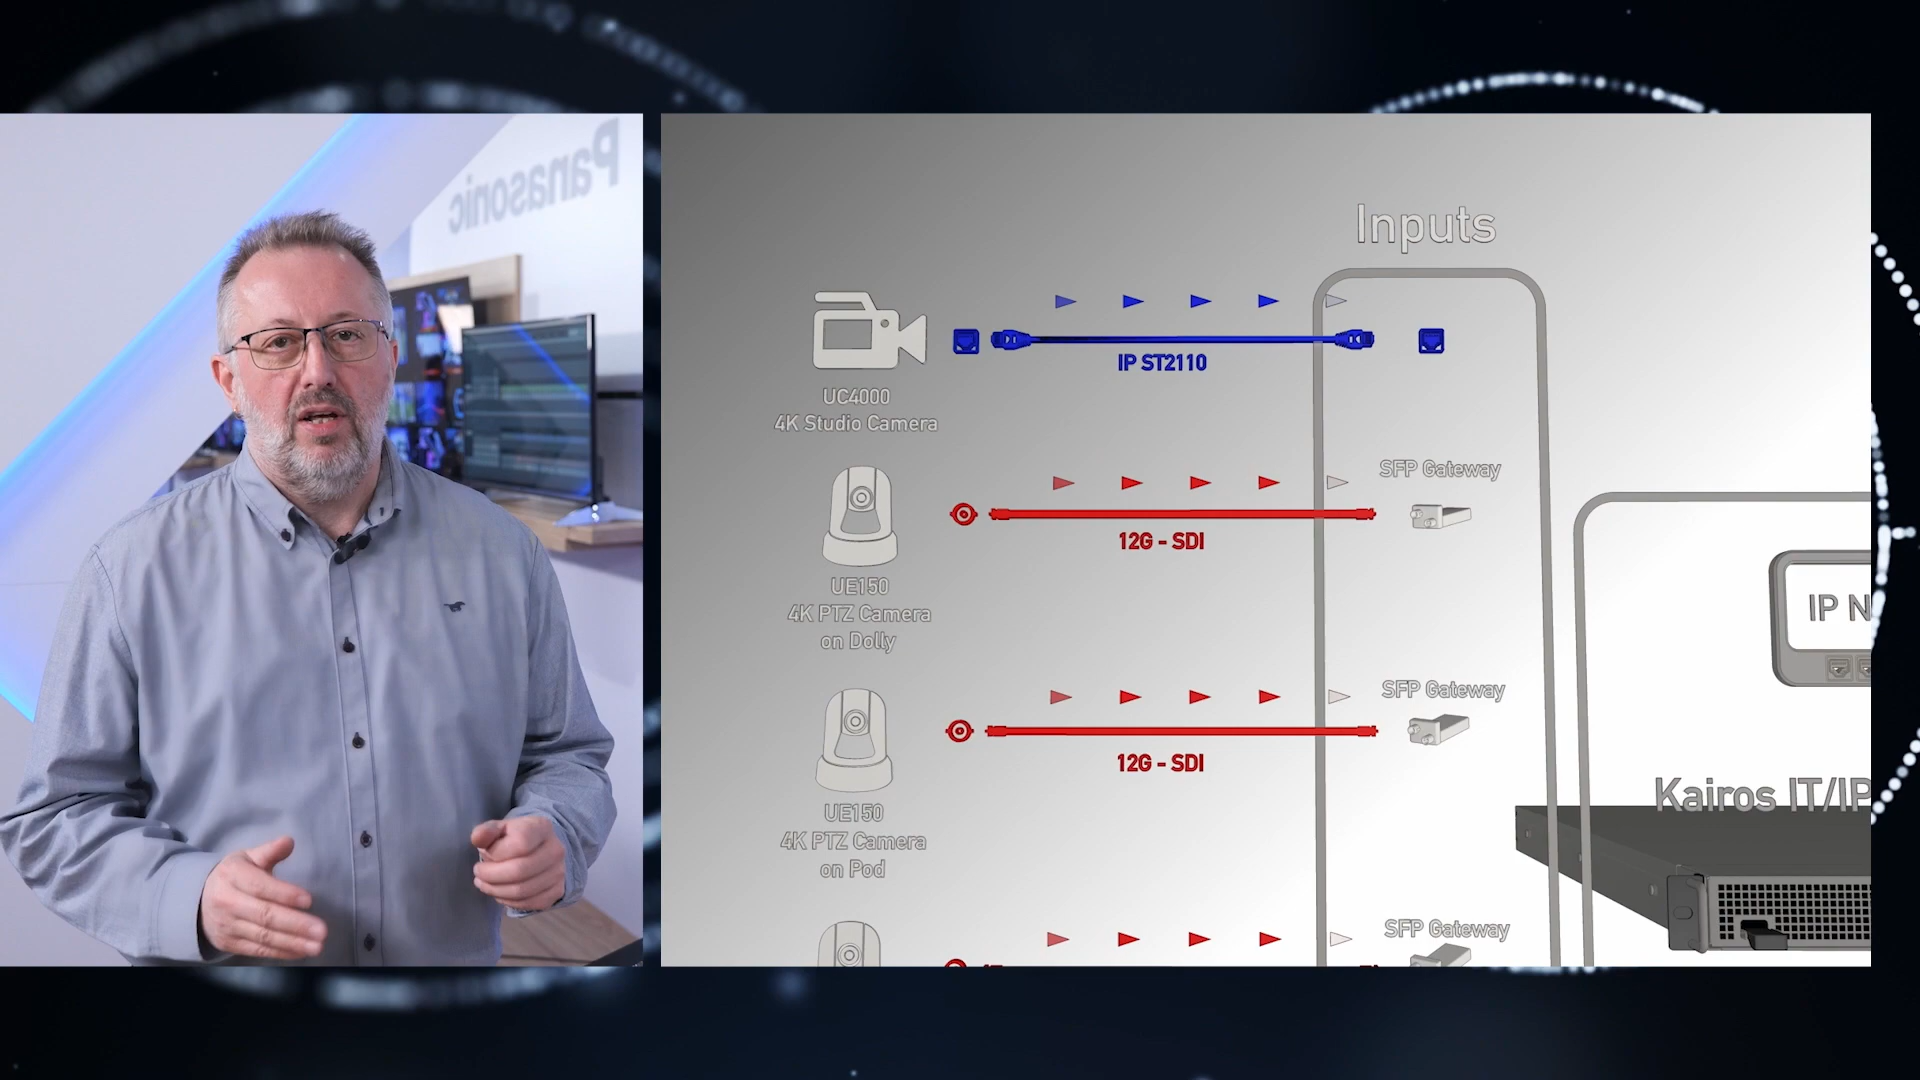 Panasonic
Inputs
IP ST2110
UC4000
4K Studio Camera
SFP Gateway
12G - SDI
UE150
4K PTZ Camera
on Dolly
IP N
SFP Gateway
12G - SDI
Kairos IT/IP
UE150
4K PTZ Camera
on Pod
SFP Gateway